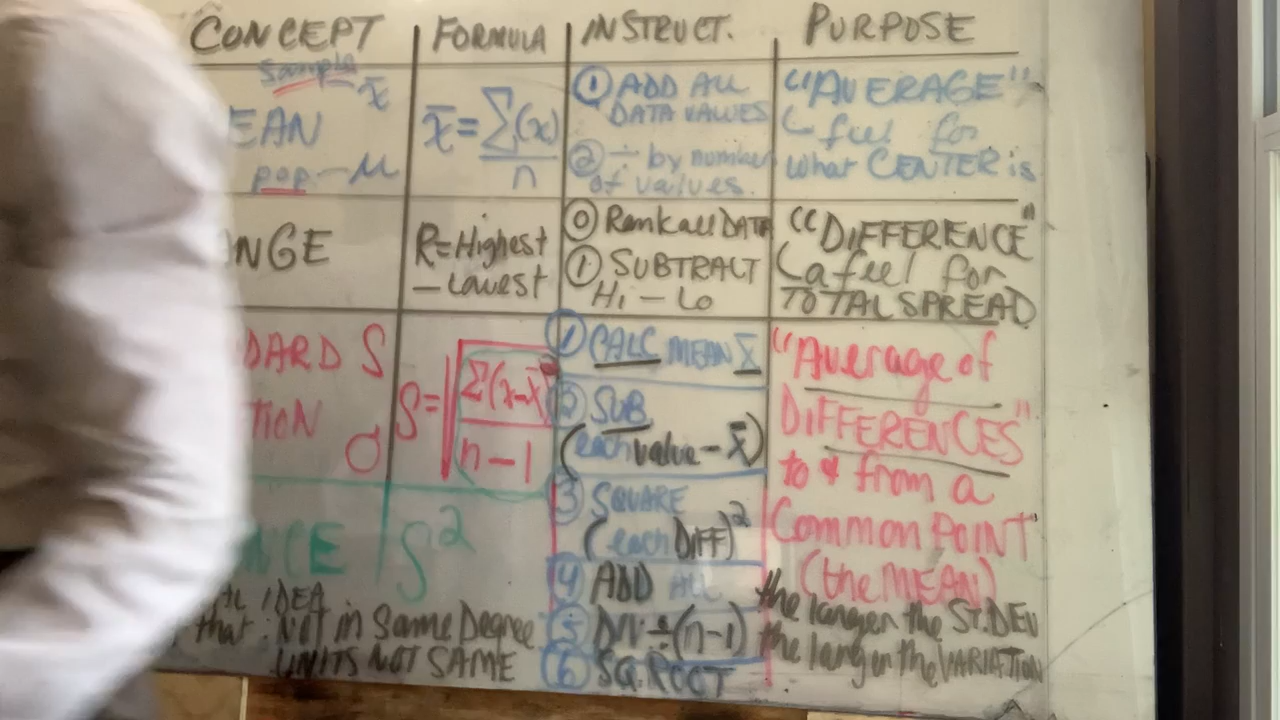 CONCEPT FORMULA INSTRUCT. PURPOSE
Sample x̄
EAN
pop - μ
x̄ = Σ(x)
n
① ADD ALL
DATA VALUES
② ÷ by number
of values.
"AVERAGE"
feel for
what CENTER is
NGE
R=Highest
- Lowest
⓪ Rank all DATA
① SUBTRACT
Hi - Lo
"DIFFERENCE"
a feel for
TOTAL SPREAD
DARD S
TION
σ
S= √ Σ(x-x̄)
n-1
① CALC MEAN x̄
② SUB
(each value - x̄)
③ SQUARE
(each DIFF)²
④ ADD ALL
⑤ DIV ÷ (n-1)
⑥ SQ. ROOT
"Average of
DIFFERENCES"
to & from a
Common POINT
(the MEAN)
the larger the ST.DEV
the larger the VARIATION
NCE S²
IDEA
that: NOT in Same Degree
UNITS NOT SAME